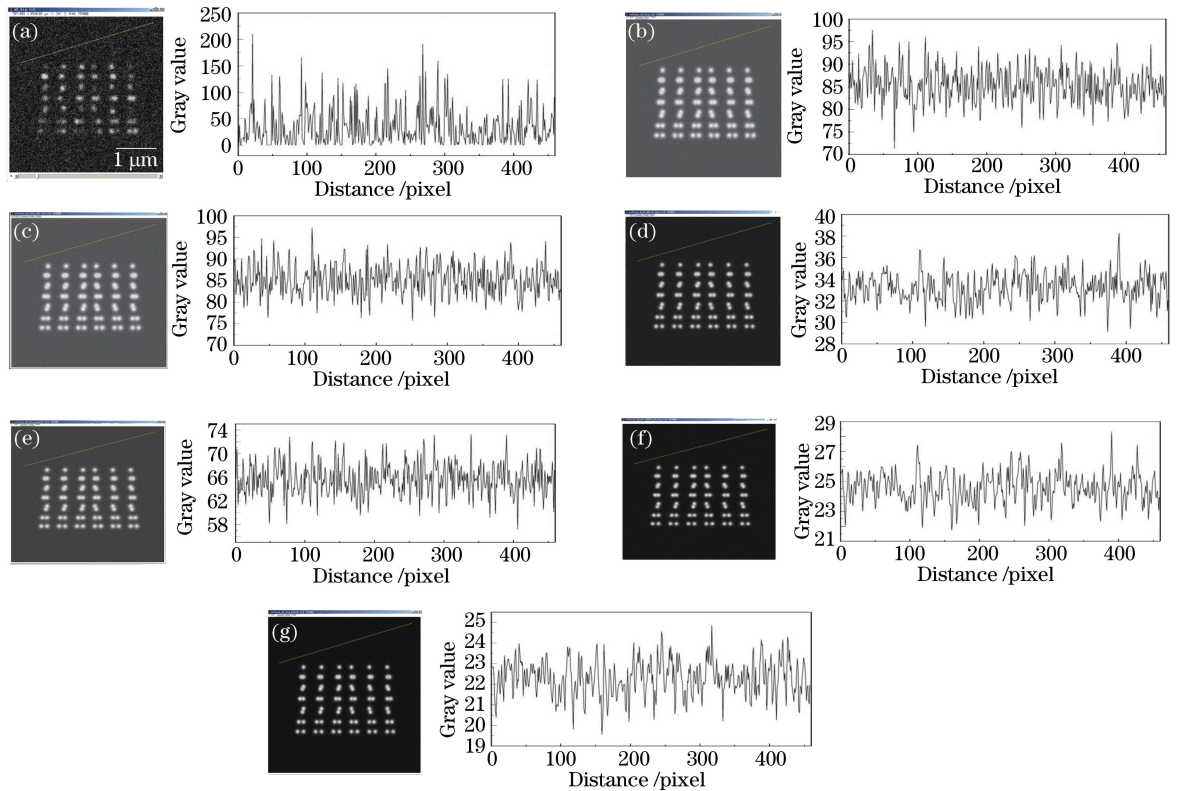 (a)
1 μm
250
200
150
100
50
0
Gray value
0 100 200 300 400
Distance /pixel
(b)
100
95
90
85
80
75
70
Gray value
0 100 200 300 400
Distance /pixel
(c)
100
95
90
85
80
75
70
Gray value
0 100 200 300 400
Distance /pixel
(d)
40
38
36
34
32
30
28
Gray value
0 100 200 300 400
Distance /pixel
(e)
74
70
66
62
58
Gray value
0 100 200 300 400
Distance /pixel
(f)
29
27
25
23
21
Gray value
0 100 200 300 400
Distance /pixel
(g)
25
24
23
22
21
20
19
Gray value
0 100 200 300 400
Distance /pixel